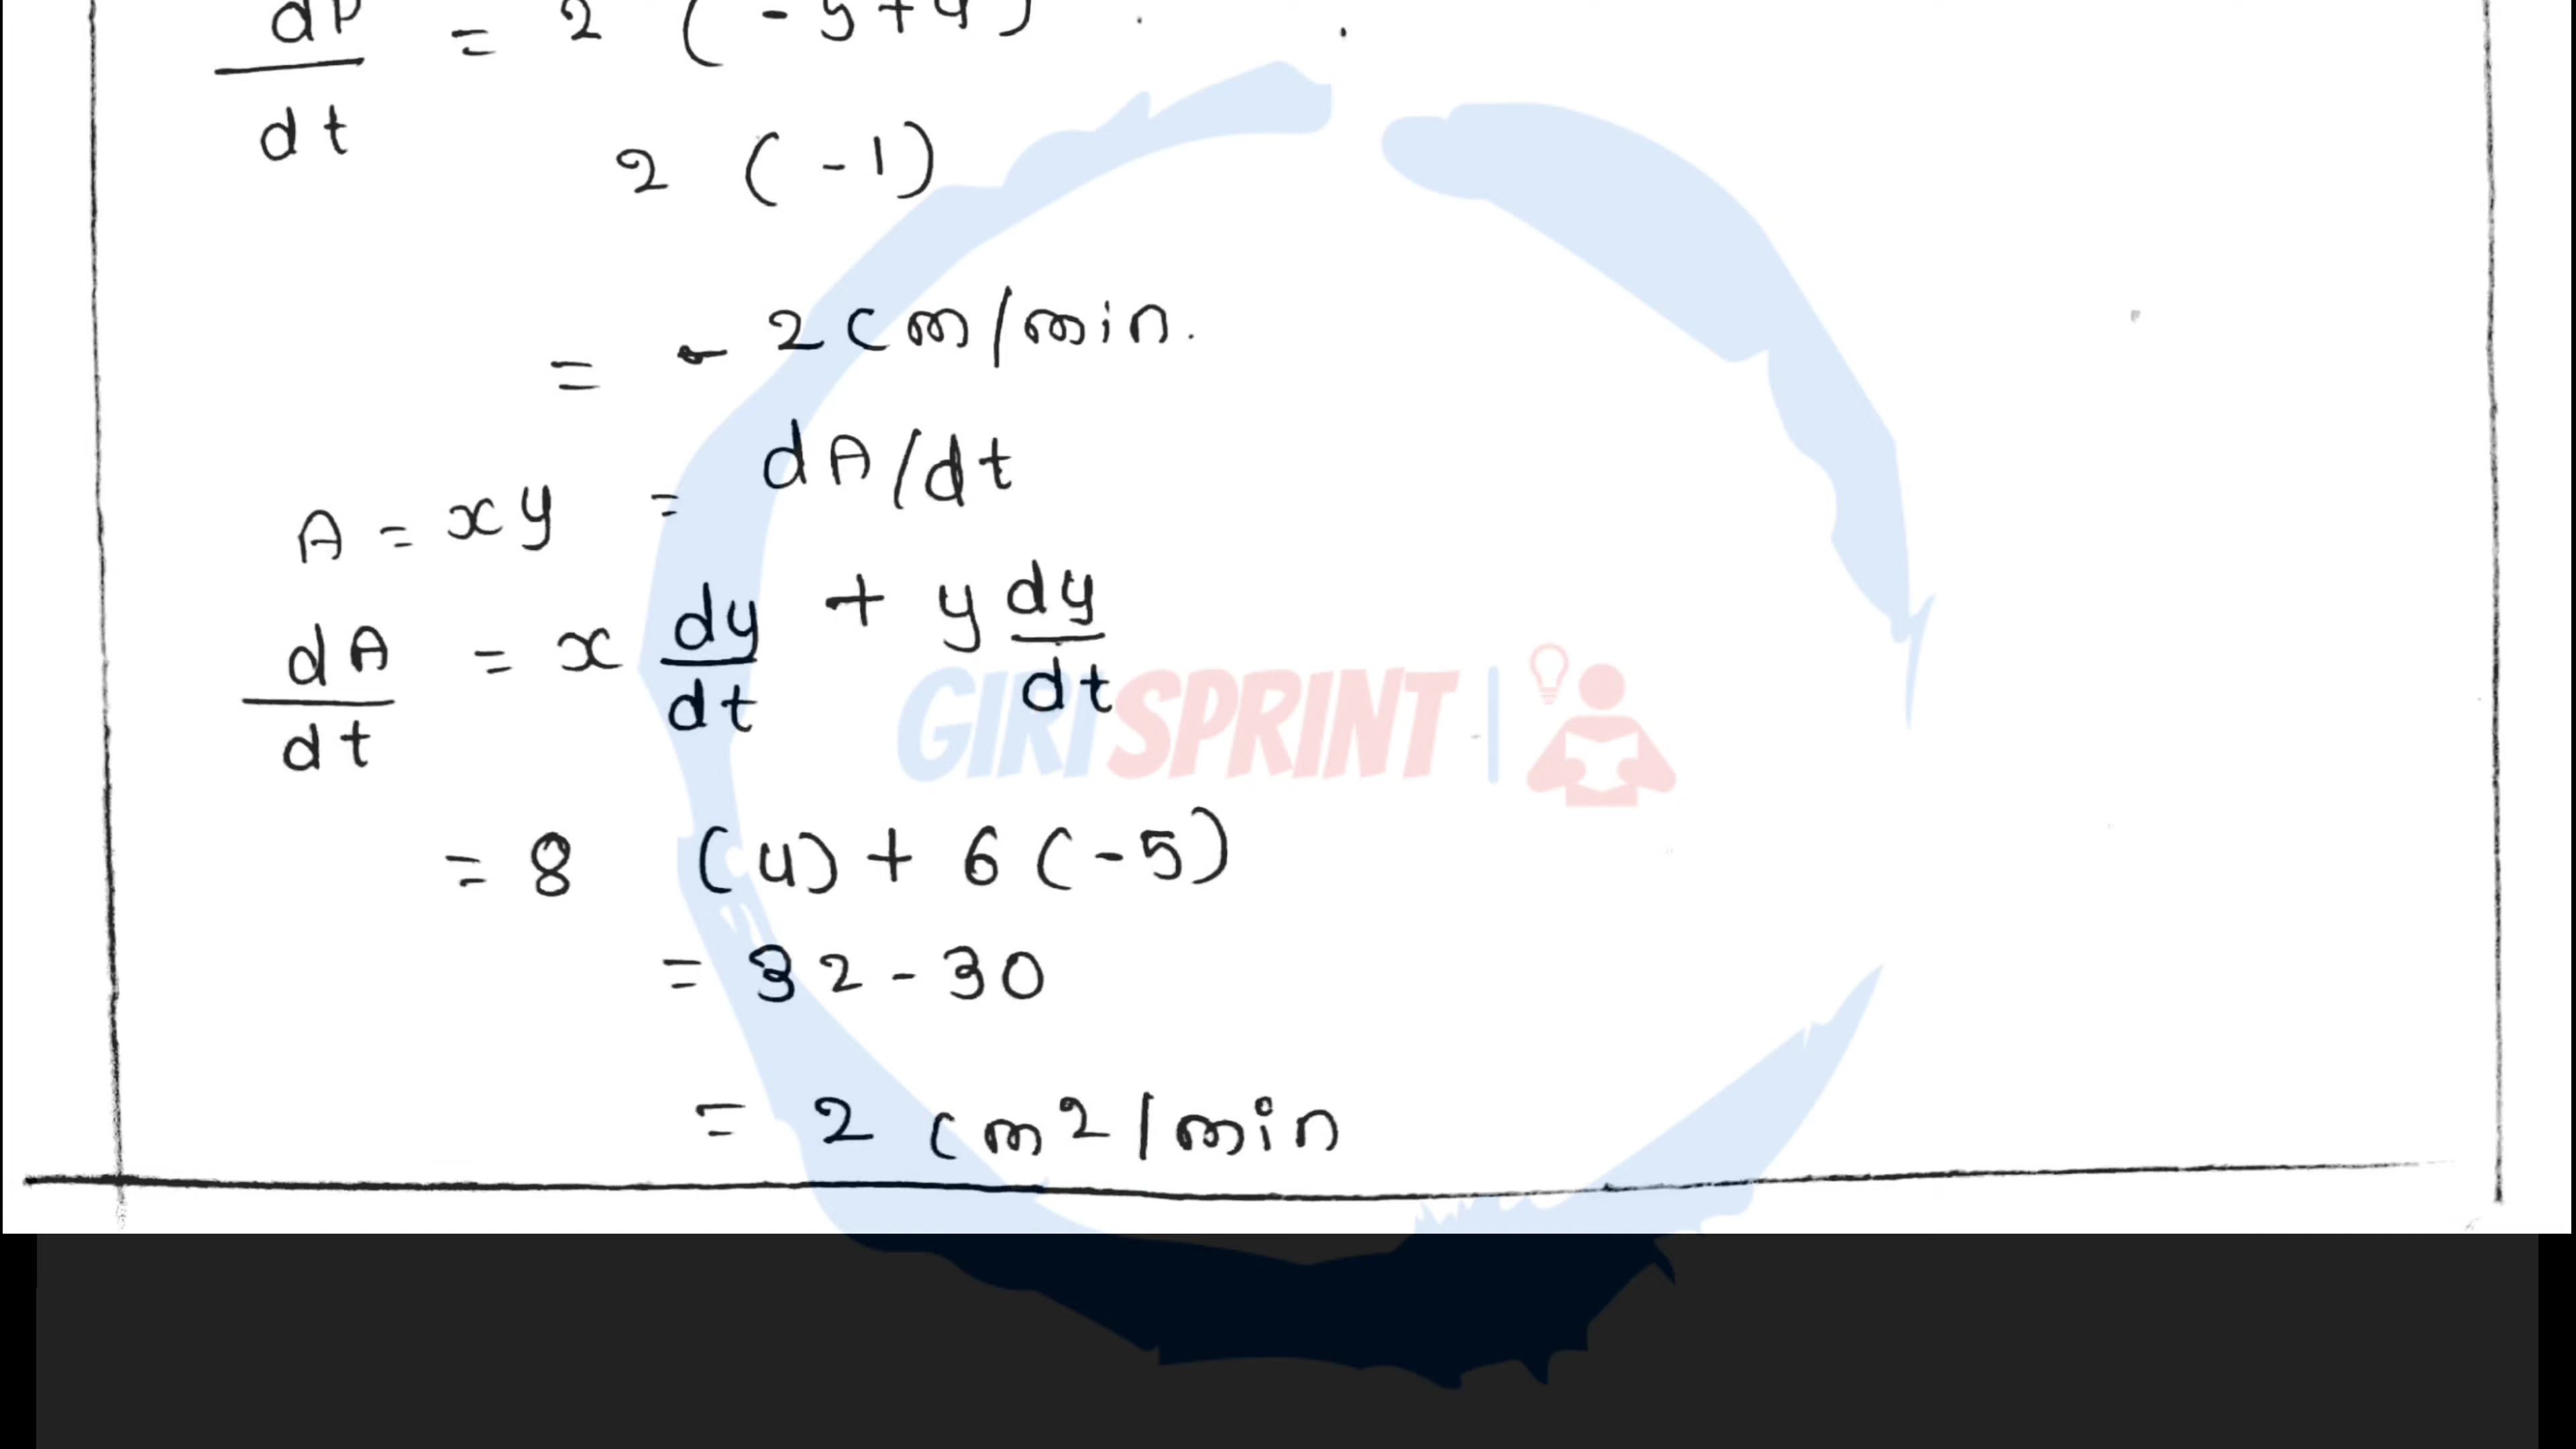 dP/dt = 2 (-5+4)
2 (-1)
= - 2 cm/min.
A = xy = dA/dt
dA/dt = x dy/dt + y dy/dt
GIRISPRINT
= 8 (4) + 6 (-5)
= 32 - 30
= 2 cm2/min